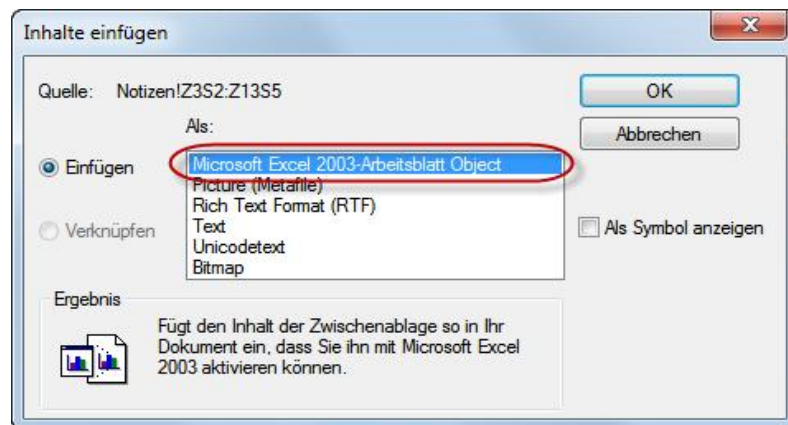 Inhalte einfügen
Quelle: Notizen!Z3S2:Z13S5
OK
Als:
Abbrechen
Einfügen
Microsoft Excel 2003-Arbeitsblatt Object
Picture (Metafile)
Rich Text Format (RTF)
Verknüpfen
Text
Als Symbol anzeigen
Unicodetext
Bitmap
Ergebnis
Fügt den Inhalt der Zwischenablage so in Ihr
Dokument ein, dass Sie ihn mit Microsoft Excel
2003 aktivieren können.